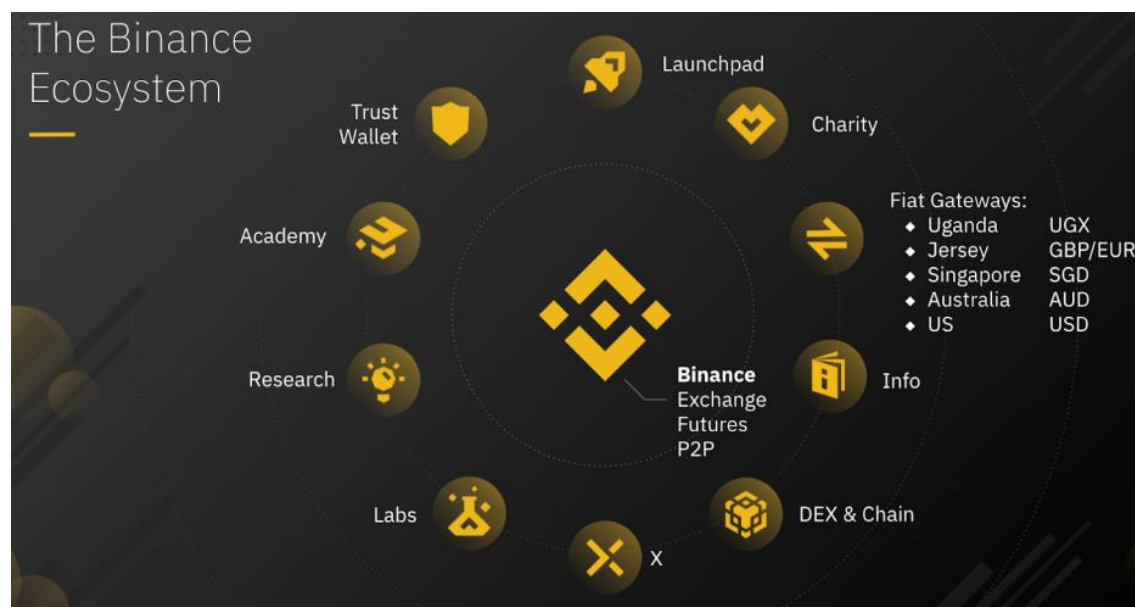 The Binance
Ecosystem
Launchpad
Trust
Wallet
Charity
Fiat Gateways:
◆ Uganda UGX
◆ Jersey GBP/EUR
◆ Singapore SGD
◆ Australia AUD
◆ US USD
Academy
Research
Info
Binance
Exchange
Futures
P2P
Labs
DEX & Chain
X